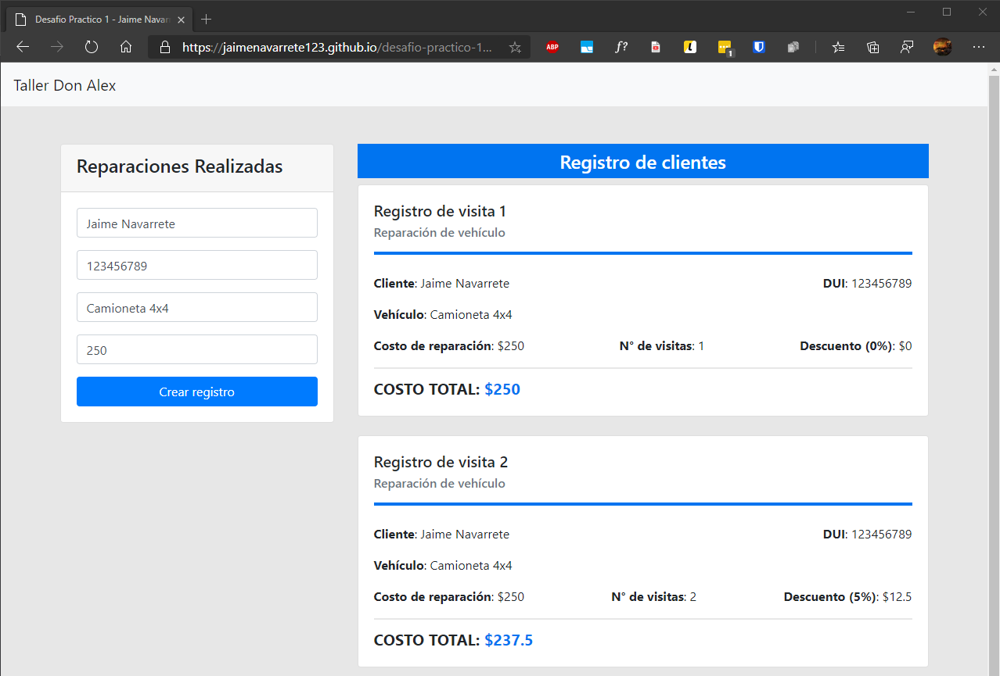 Desafio Practico 1 - Jaime Navar
https://jaimenavarrete123.github.io/desafio-practico-1...
ABP
f?
L
1
Taller Don Alex
Reparaciones Realizadas
Jaime Navarrete
123456789
Camioneta 4x4
250
Crear registro
Registro de clientes
Registro de visita 1
Reparación de vehículo
Cliente: Jaime Navarrete DUI: 123456789
Vehículo: Camioneta 4x4
Costo de reparación: $250 N° de visitas: 1 Descuento (0%): $0
COSTO TOTAL: $250
Registro de visita 2
Reparación de vehículo
Cliente: Jaime Navarrete DUI: 123456789
Vehículo: Camioneta 4x4
Costo de reparación: $250 N° de visitas: 2 Descuento (5%): $12.5
COSTO TOTAL: $237.5